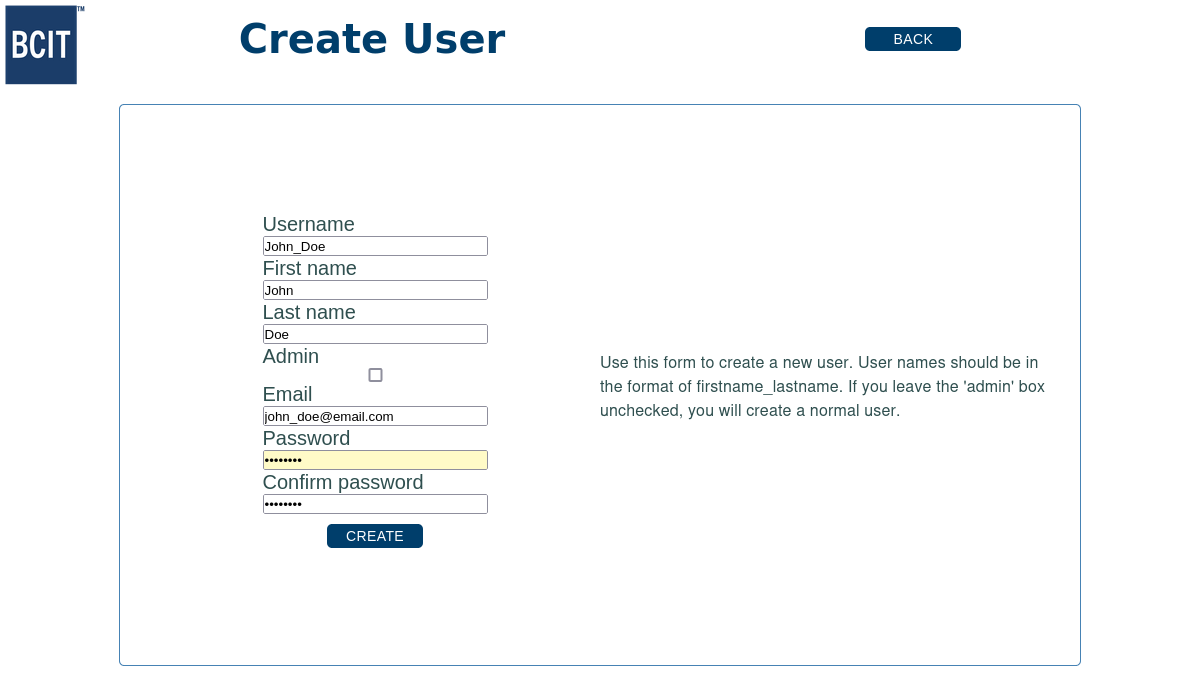 BCIT™
Create User
BACK
Username
John_Doe
First name
John
Last name
Doe
Admin
Email
john_doe@email.com
Password
••••••••
Confirm password
••••••••
CREATE
Use this form to create a new user. User names should be in
the format of firstname_lastname. If you leave the 'admin' box
unchecked, you will create a normal user.